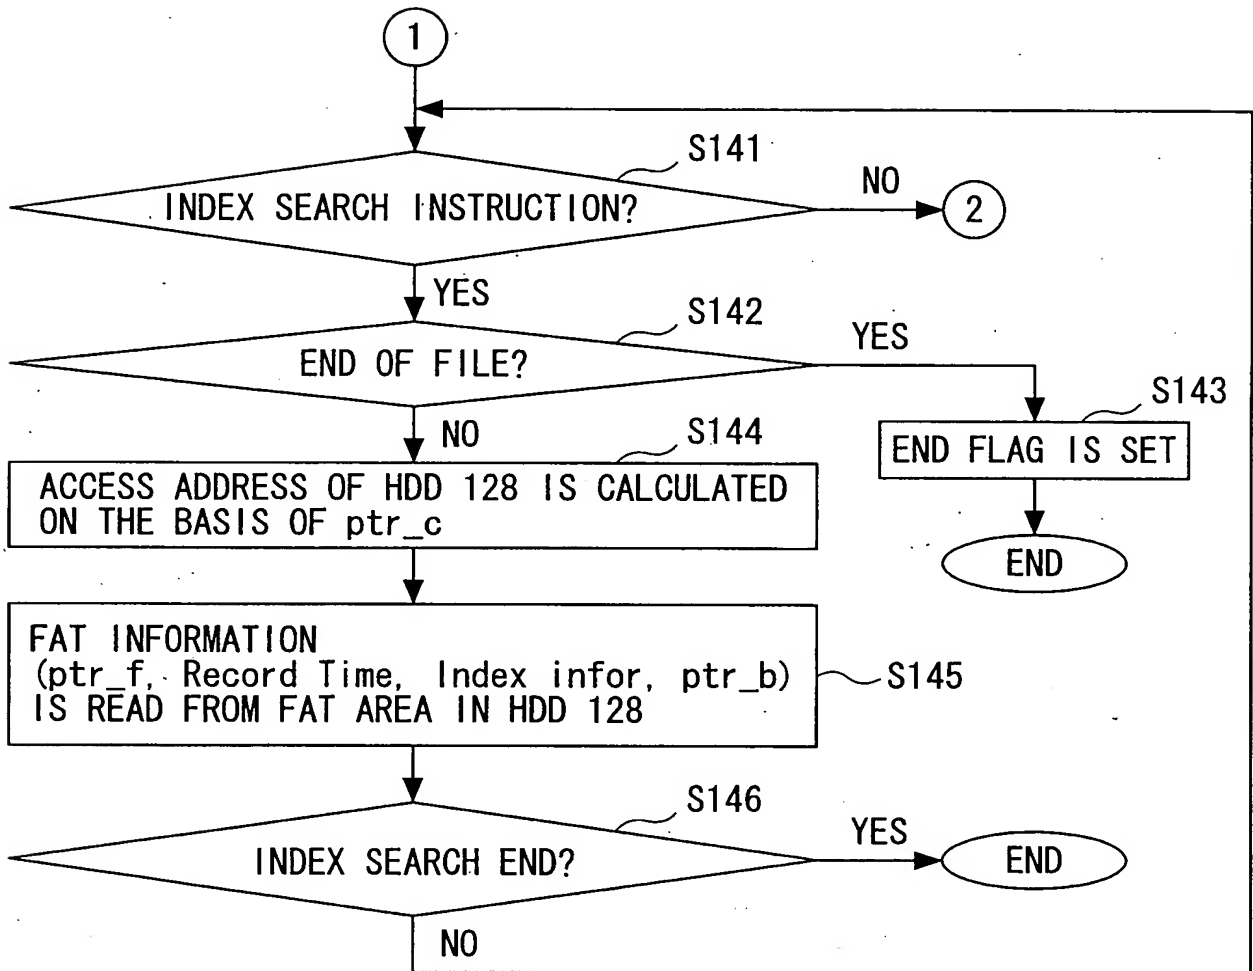 1
S141
INDEX SEARCH INSTRUCTION?
NO
2
YES
S142
END OF FILE?
YES
S143
END FLAG IS SET
END
NO
S144
ACCESS ADDRESS OF HDD 128 IS CALCULATED
ON THE BASIS OF ptr_c
FAT INFORMATION
(ptr_f, Record Time, Index infor, ptr_b)
IS READ FROM FAT AREA IN HDD 128
S145
S146
INDEX SEARCH END?
YES
END
NO